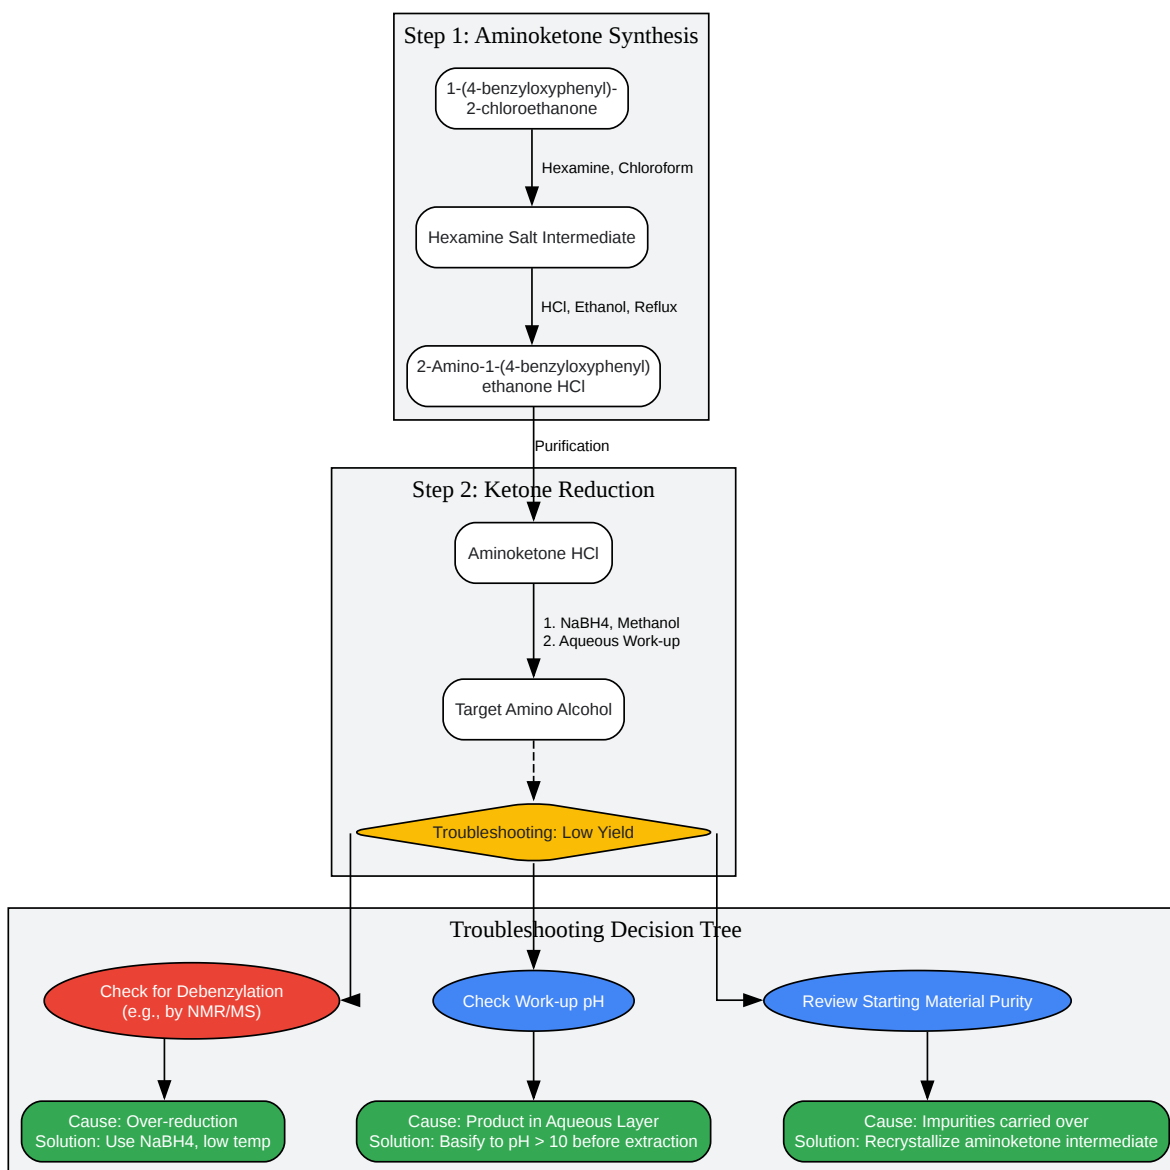 Step 1: Aminoketone Synthesis
1-(4-benzyloxyphenyl)-
2-chloroethanone
Hexamine, Chloroform
Hexamine Salt Intermediate
HCl, Ethanol, Reflux
2-Amino-1-(4-benzyloxyphenyl)
ethanone HCl
Purification
Step 2: Ketone Reduction
Aminoketone HCl
1. NaBH4, Methanol
2. Aqueous Work-up
Target Amino Alcohol
Troubleshooting: Low Yield
Troubleshooting Decision Tree
Check for Debenzylation
(e.g., by NMR/MS)
Check Work-up pH
Review Starting Material Purity
Cause: Over-reduction
Solution: Use NaBH4, low temp
Cause: Product in Aqueous Layer
Solution: Basify to pH > 10 before extraction
Cause: Impurities carried over
Solution: Recrystallize aminoketone intermediate